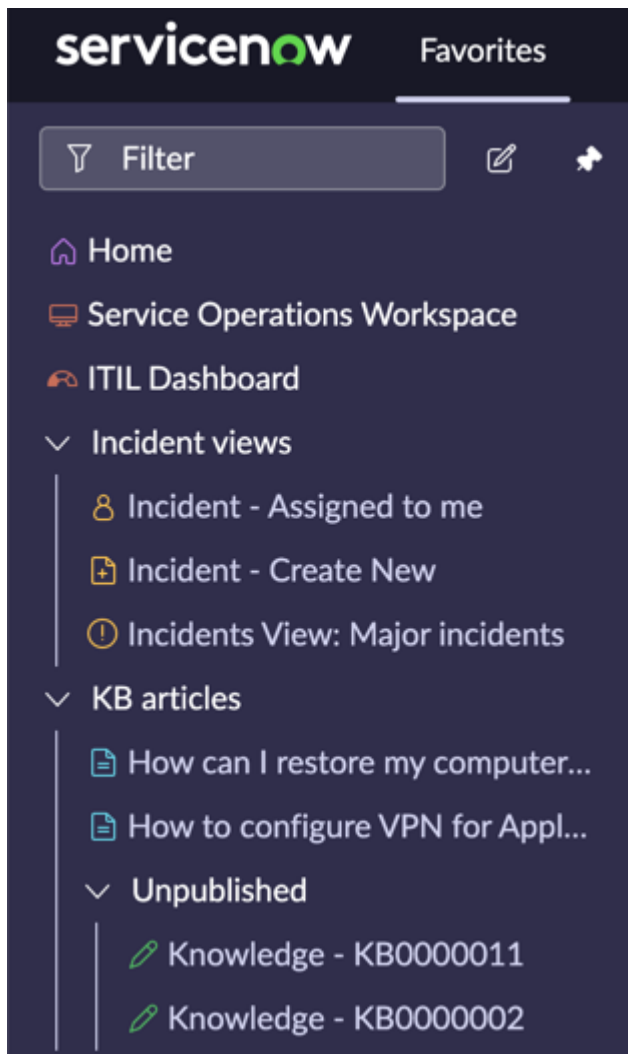 servicenow Favorites
Filter
Home
Service Operations Workspace
ITIL Dashboard
Incident views
Incident - Assigned to me
Incident - Create New
Incidents View: Major incidents
KB articles
How can I restore my computer...
How to configure VPN for Appl...
Unpublished
Knowledge - KB0000011
Knowledge - KB0000002